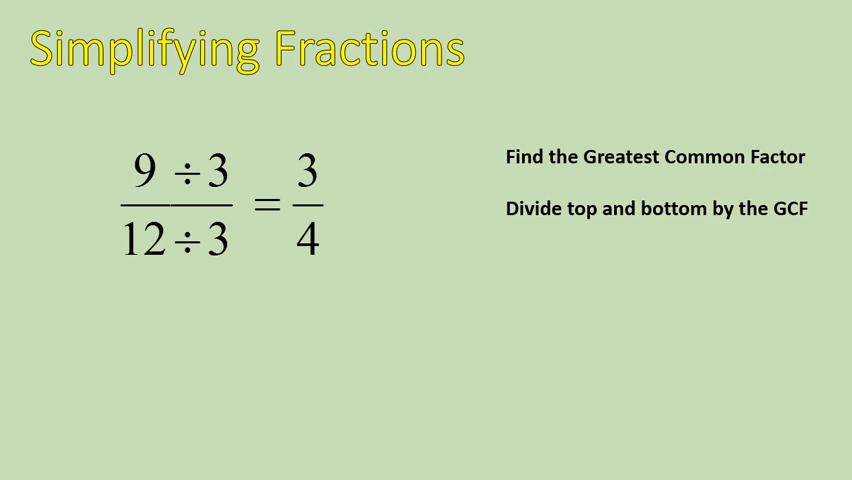 Simplifying Fractions
9 ÷ 3
12 ÷ 3
=
3
4
Find the Greatest Common Factor
Divide top and bottom by the GCF